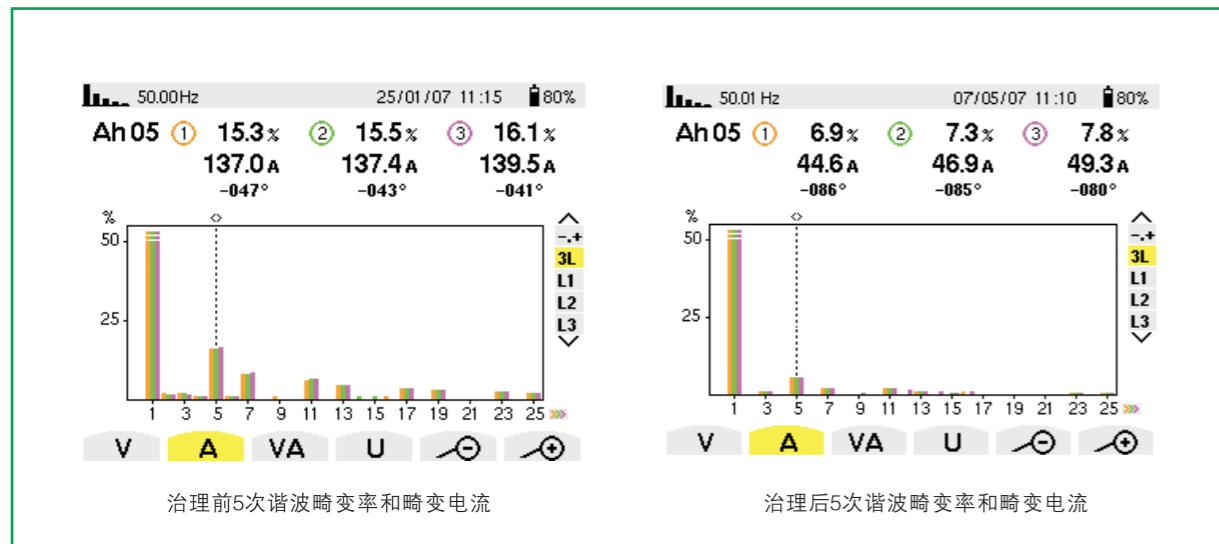 50.00Hz 25/01/07 11:15 80%
Ah 05 1 15.3% 2 15.5% 3 16.1%
137.0 A 137.4 A 139.5 A
-047° -043° -041°
%
50
25
1 3 5 7 9 11 13 15 17 19 21 23 25 >>>
-.+
3L
L1
L2
L3
V A VA U
治理前5次谐波畸变率和畸变电流
50.01 Hz 07/05/07 11:10 80%
Ah 05 1 6.9% 2 7.3% 3 7.8%
44.6 A 46.9 A 49.3 A
-086° -085° -080°
%
50
25
1 3 5 7 9 11 13 15 17 19 21 23 25 >>>
-.+
3L
L1
L2
L3
V A VA U
治理后5次谐波畸变率和畸变电流